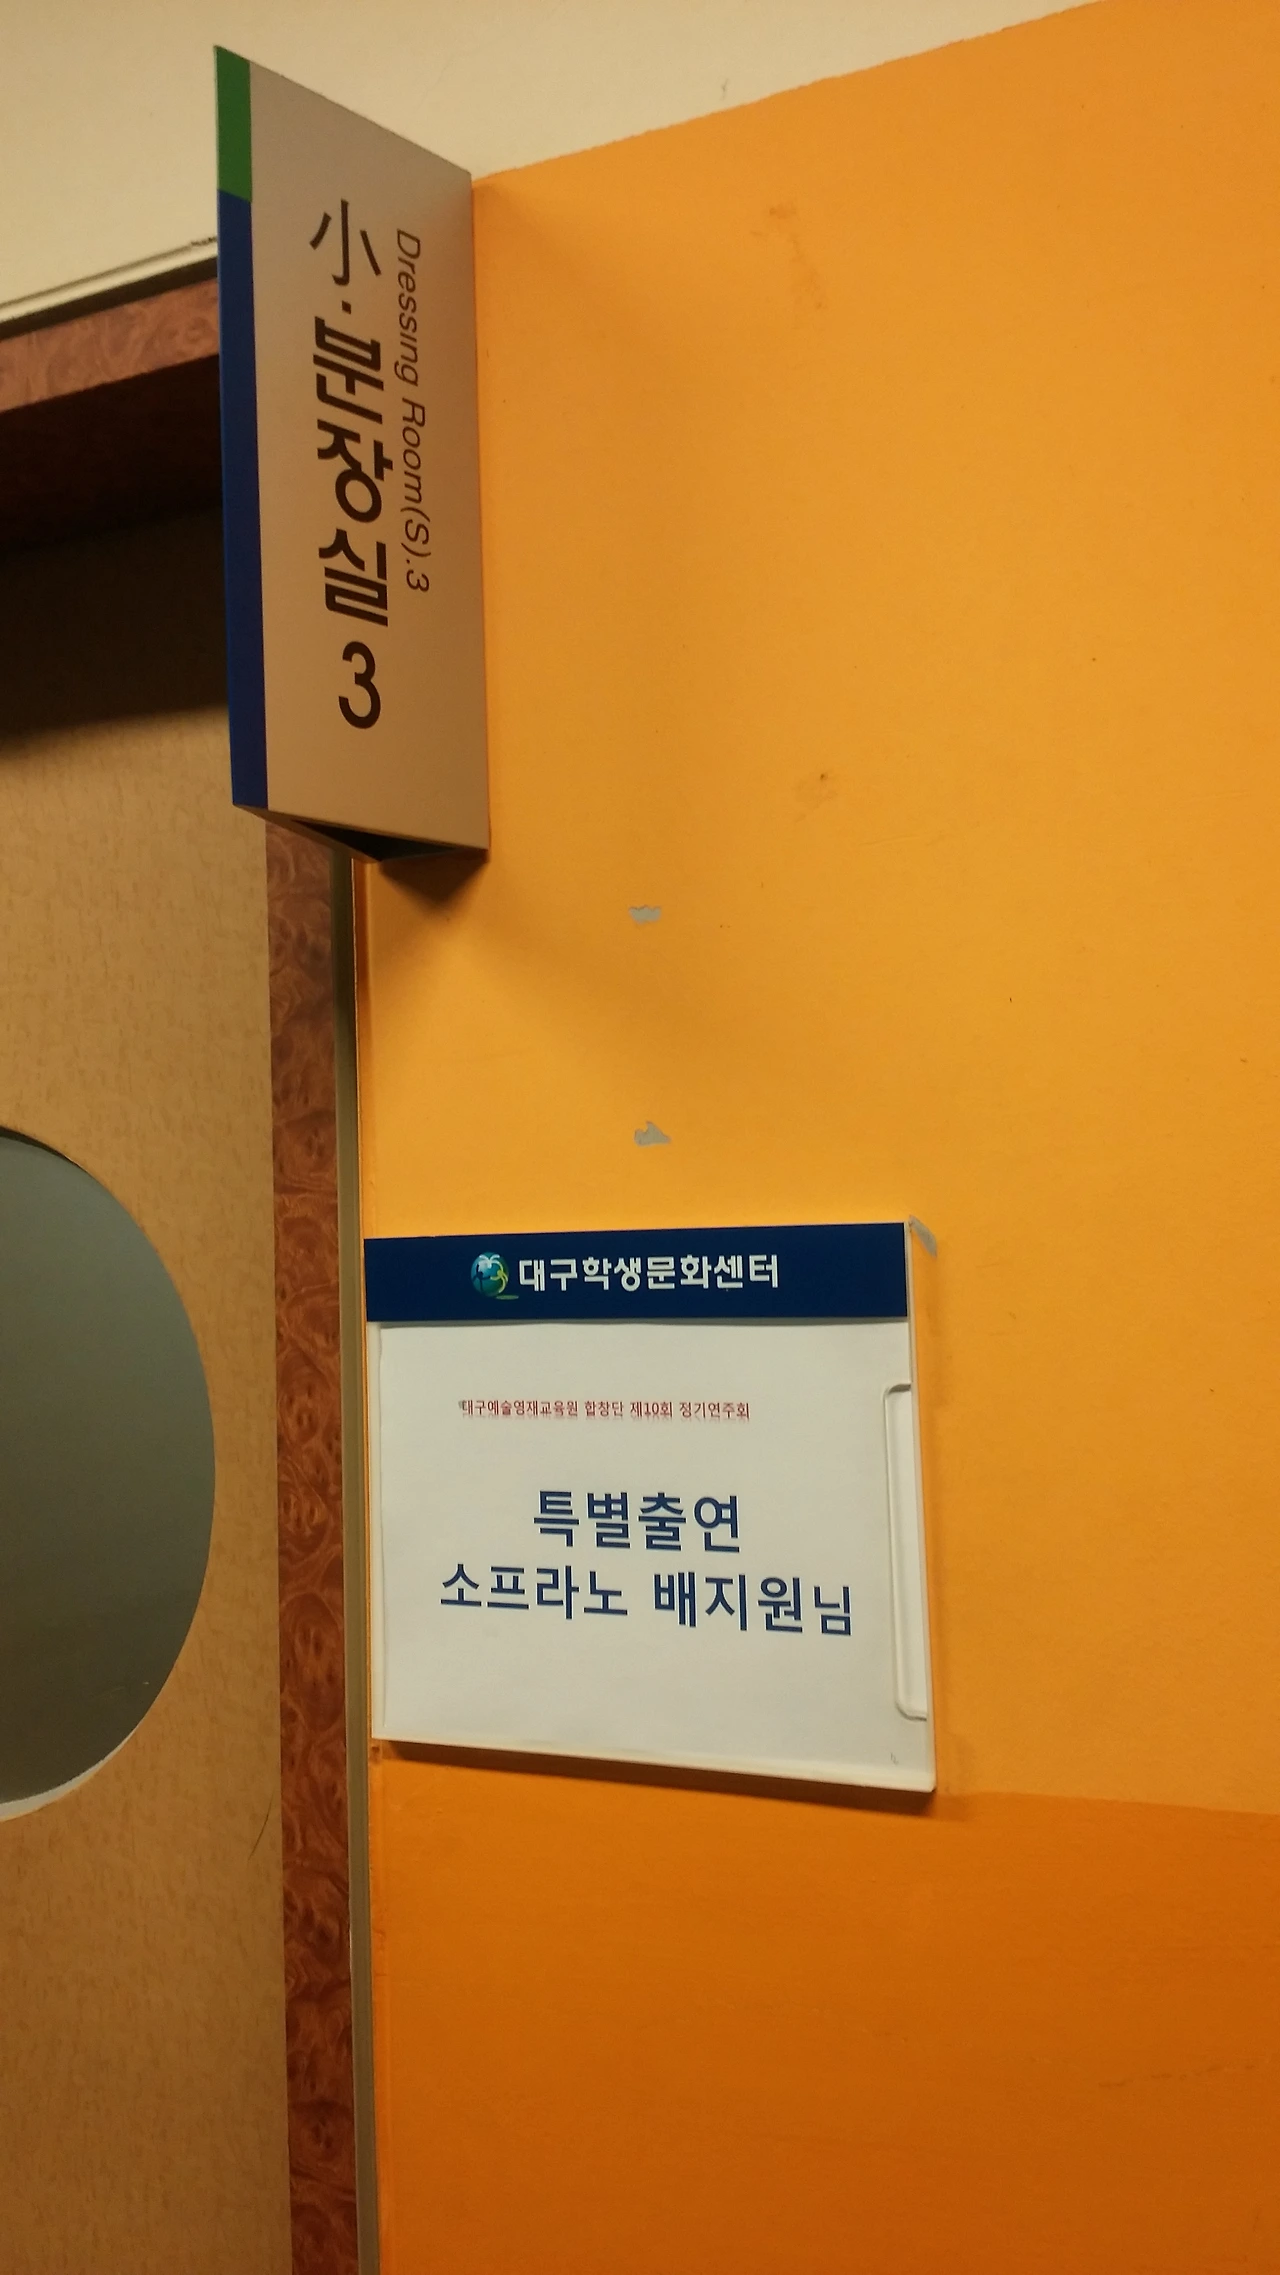 小·분장실 3
Dressing Room(S).3
대구학생문화센터
대구예술영재교육원 합창단 제10회 정기연주회
특별출연
소프라노 배지원님